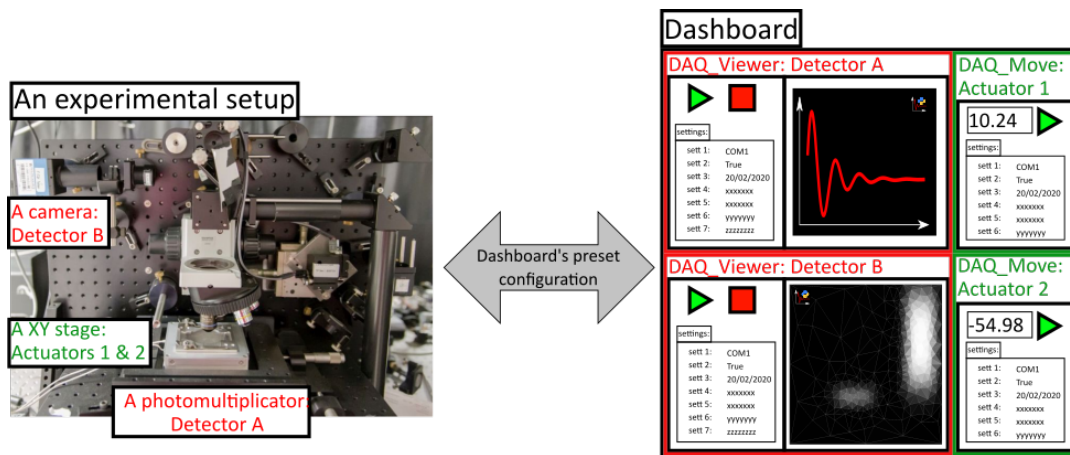 An experimental setup
A camera:
Detector B
A XY stage:
Actuators 1 & 2
A photomultiplicator:
Detector A
Dashboard's preset
configuration
Dashboard
DAQ_Viewer: Detector A
settings:
sett 1: COM1
sett 2: True
sett 3: 20/02/2020
sett 4: xxxxxxx
sett 5: xxxxxxx
sett 6: yyyyyyy
sett 7: zzzzzzzz
DAQ_Move:
Actuator 1
10.24
settings:
sett 1: COM1
sett 2: True
sett 3: 20/02/2020
sett 4: xxxxxxx
sett 5: xxxxxxx
sett 6: yyyyyyy
DAQ_Viewer: Detector B
settings:
sett 1: COM1
sett 2: True
sett 3: 20/02/2020
sett 4: xxxxxxx
sett 5: xxxxxxx
sett 6: yyyyyyy
sett 7: zzzzzzzz
DAQ_Move:
Actuator 2
-54.98
settings:
sett 1: COM1
sett 2: True
sett 3: 20/02/2020
sett 4: xxxxxxx
sett 5: xxxxxxx
sett 6: yyyyyyy